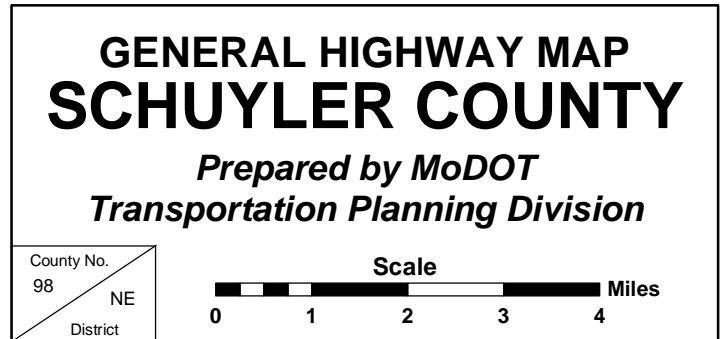 GENERAL HIGHWAY MAP
SCHUYLER COUNTY
Prepared by MoDOT
Transportation Planning Division
County No.
98
NE
District
Scale
Miles
0 1 2 3 4